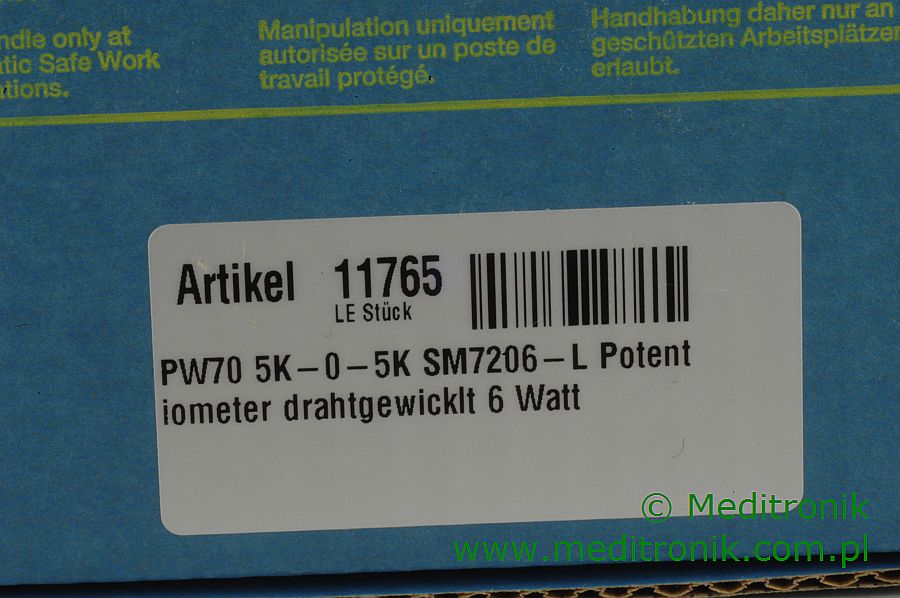 ndle only at
tic Safe Work
tions.
Manipulation uniquement
autorisée sur un poste de
travail protégé.
Handhabung daher nur an
geschützten Arbeitsplätzen
erlaubt.
Artikel 11765
LE Stück
PW70 5K-0-5K SM7206-L Potent
iometer drahtgewicklt 6 Watt
© Meditronik
www.meditronik.com.pl